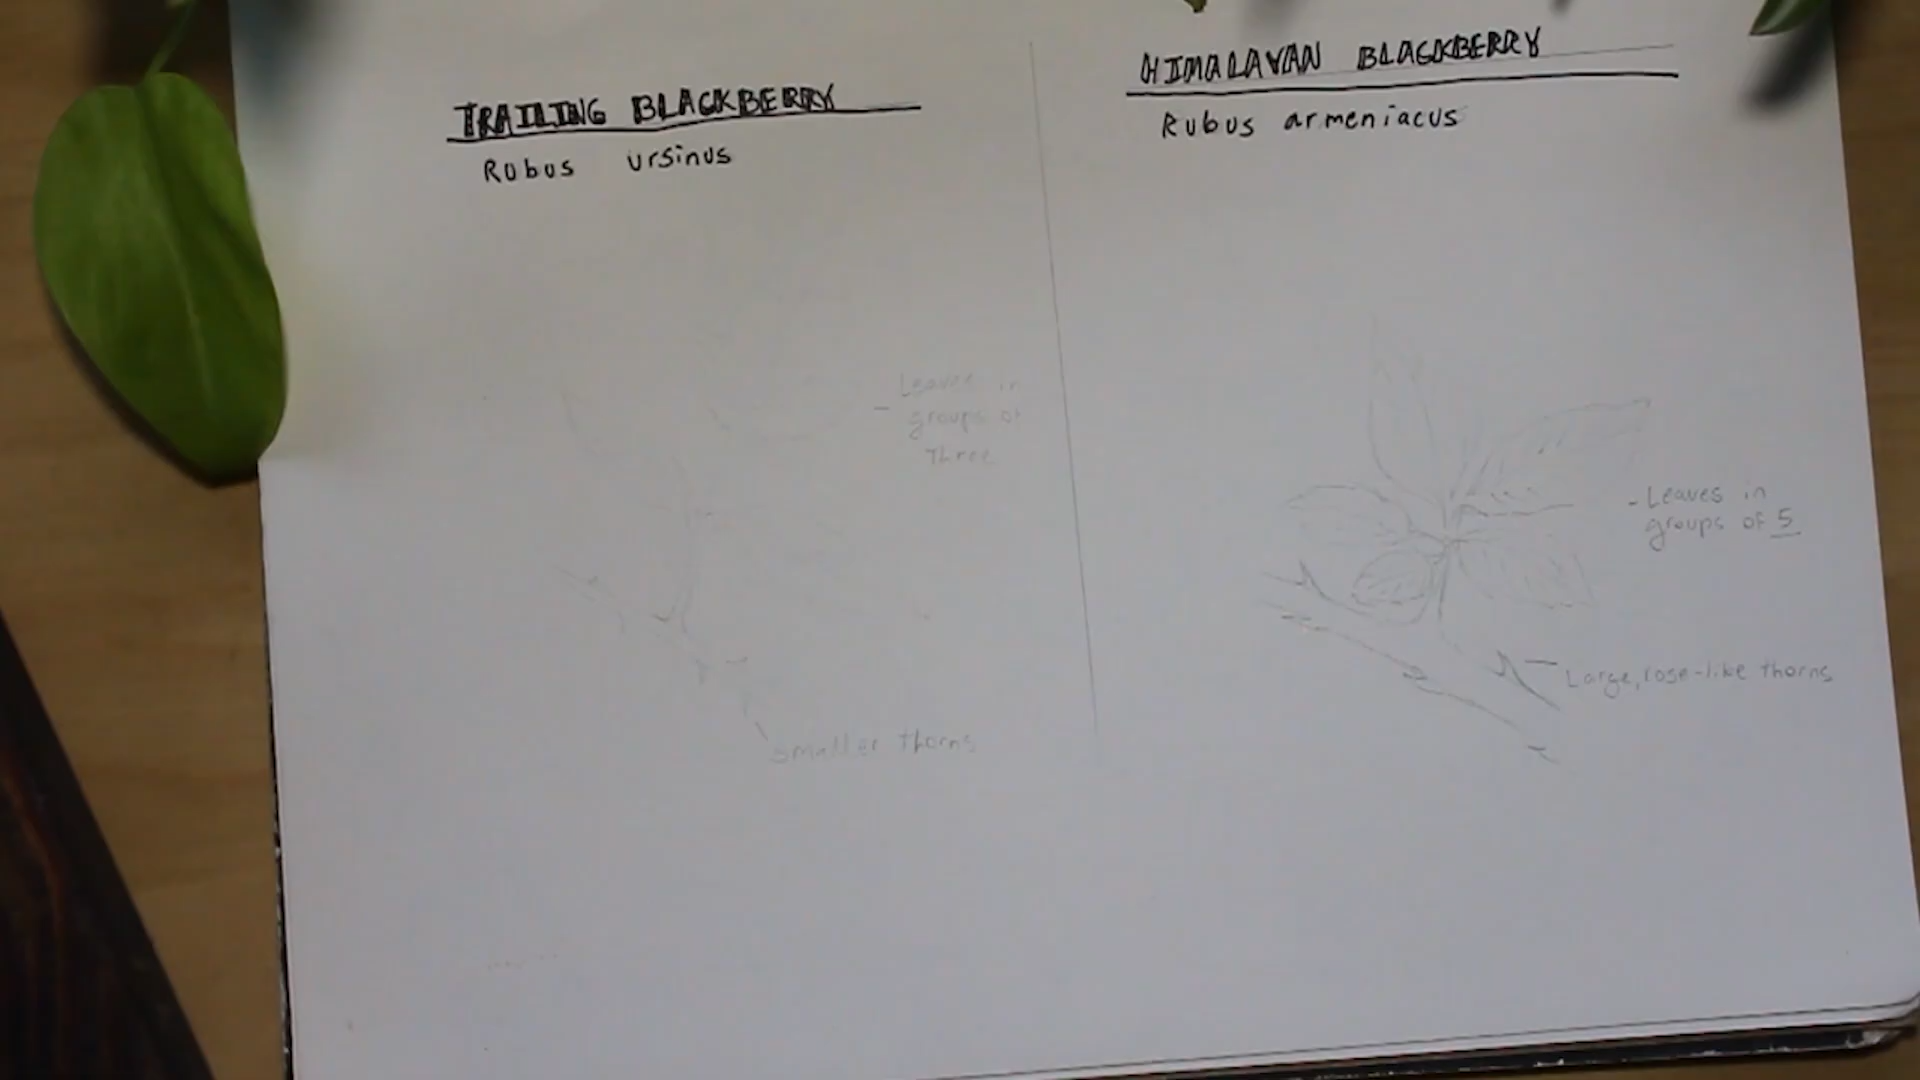 TRAILING BLACKBERRY
Rubus ursinus
- Leaves in
groups of
Three
smaller thorns
HIMALAYAN BLACKBERRY
Rubus armeniacus
- Leaves in
groups of 5
Large, rose-like thorns